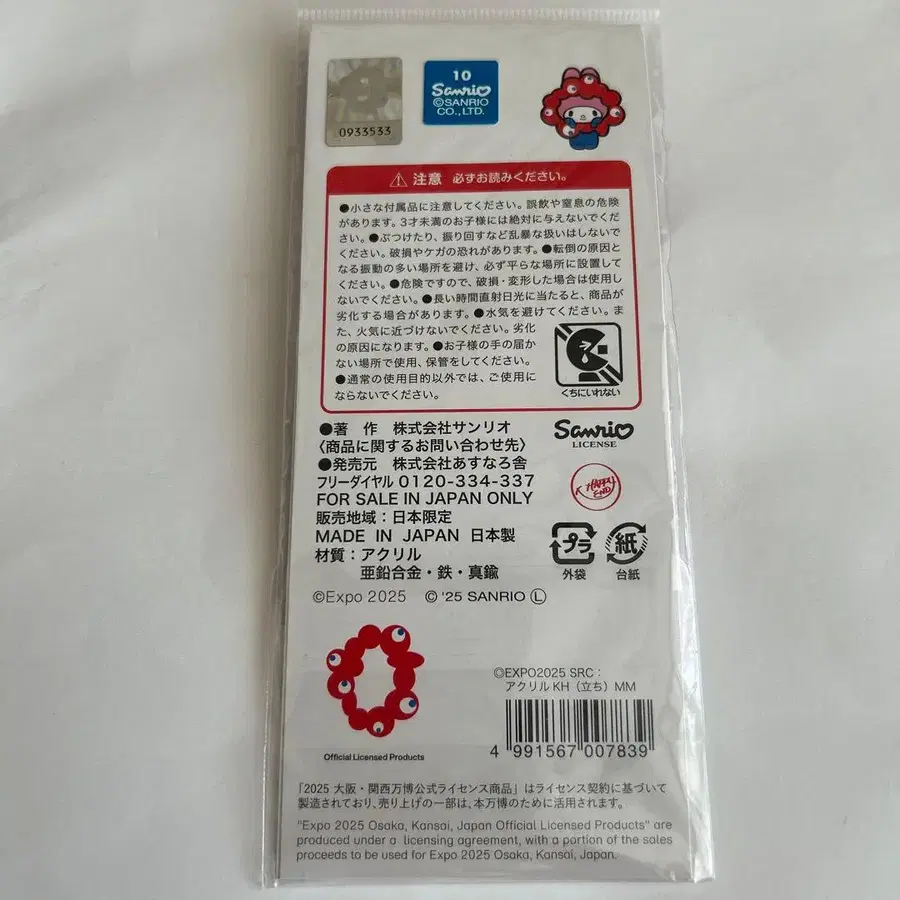 0933533
10
Sanrio
©SANRIO
CO.,LTD.
⚠ 注意 必ずお読みください。
●小さな付属品に注意してください。誤飲や窒息の危険
があります。3才未満のお子様には絶対に与えないでくだ
さい。●ぶつけたり、振り回すなど乱暴な扱いはしないで
ください。破損やケガの恐れがあります。●転倒の原因と
なる振動の多い場所を避け、必ず平らな場所に設置して
ください。●危険ですので、破損・変形した場合は使用し
ないでください。●長い時間直射日光に当たると、商品が
劣化する場合があります。●水気を避けてください。ま
た、火気に近づけないでください。劣化
の原因になります。●お子様の手の届か
ない場所で使用、保管をしてください。
●通常の使用目的以外では、ご使用に
ならないでください。
くちにいれない
●著 作 株式会社サンリオ
〈商品に関するお問い合わせ先〉
●発売元 株式会社あすなろ舎
フリーダイヤル 0120-334-337
FOR SALE IN JAPAN ONLY
販売地域：日本限定
MADE IN JAPAN 日本製
材質：アクリル
亜鉛合金・鉄・真鍮
Sanrio
LICENSE
HAPPY
END
プラ
外袋
紙
台紙
©Expo 2025 © '25 SANRIO Ⓛ
Official Licensed Products
©EXPO2025 SRC：
アクリルKH（立ち）MM
4 991567 007839
「2025 大阪・関西万博公式ライセンス商品」はライセンス契約に基づいて
製造されており、売り上げの一部は、本万博のために活用されます。
"Expo 2025 Osaka, Kansai, Japan Official Licensed Products" are
produced under a licensing agreement, with a portion of the sales
proceeds to be used for Expo 2025 Osaka, Kansai, Japan.